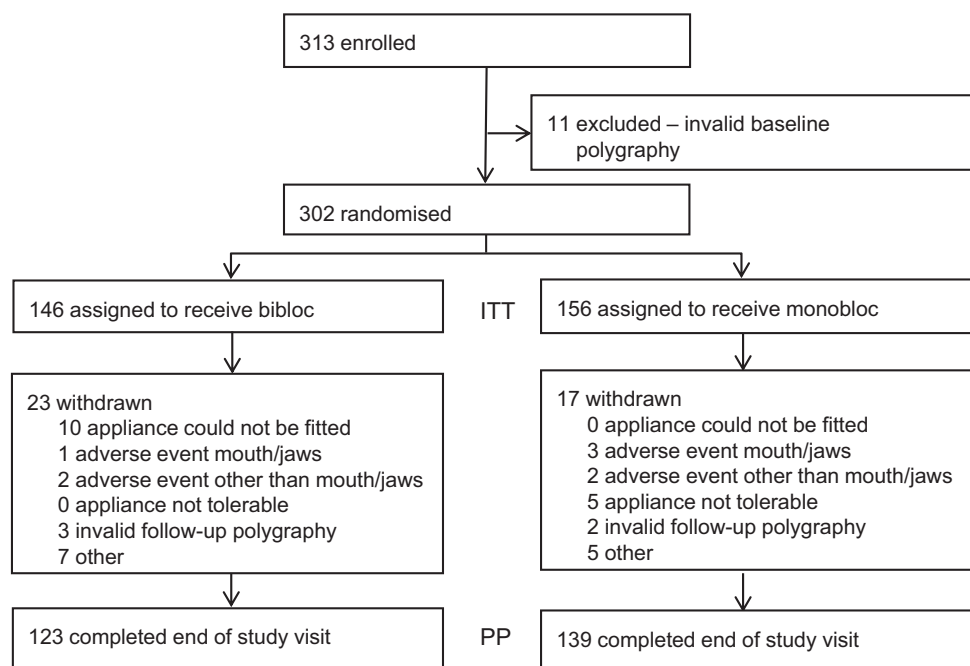 313 enrolled
11 excluded – invalid baseline
polygraphy
302 randomised
146 assigned to receive bibloc
ITT
156 assigned to receive monobloc
23 withdrawn
10 appliance could not be fitted
1 adverse event mouth/jaws
2 adverse event other than mouth/jaws
0 appliance not tolerable
3 invalid follow-up polygraphy
7 other
17 withdrawn
0 appliance could not be fitted
3 adverse event mouth/jaws
2 adverse event other than mouth/jaws
5 appliance not tolerable
2 invalid follow-up polygraphy
5 other
123 completed end of study visit
PP
139 completed end of study visit